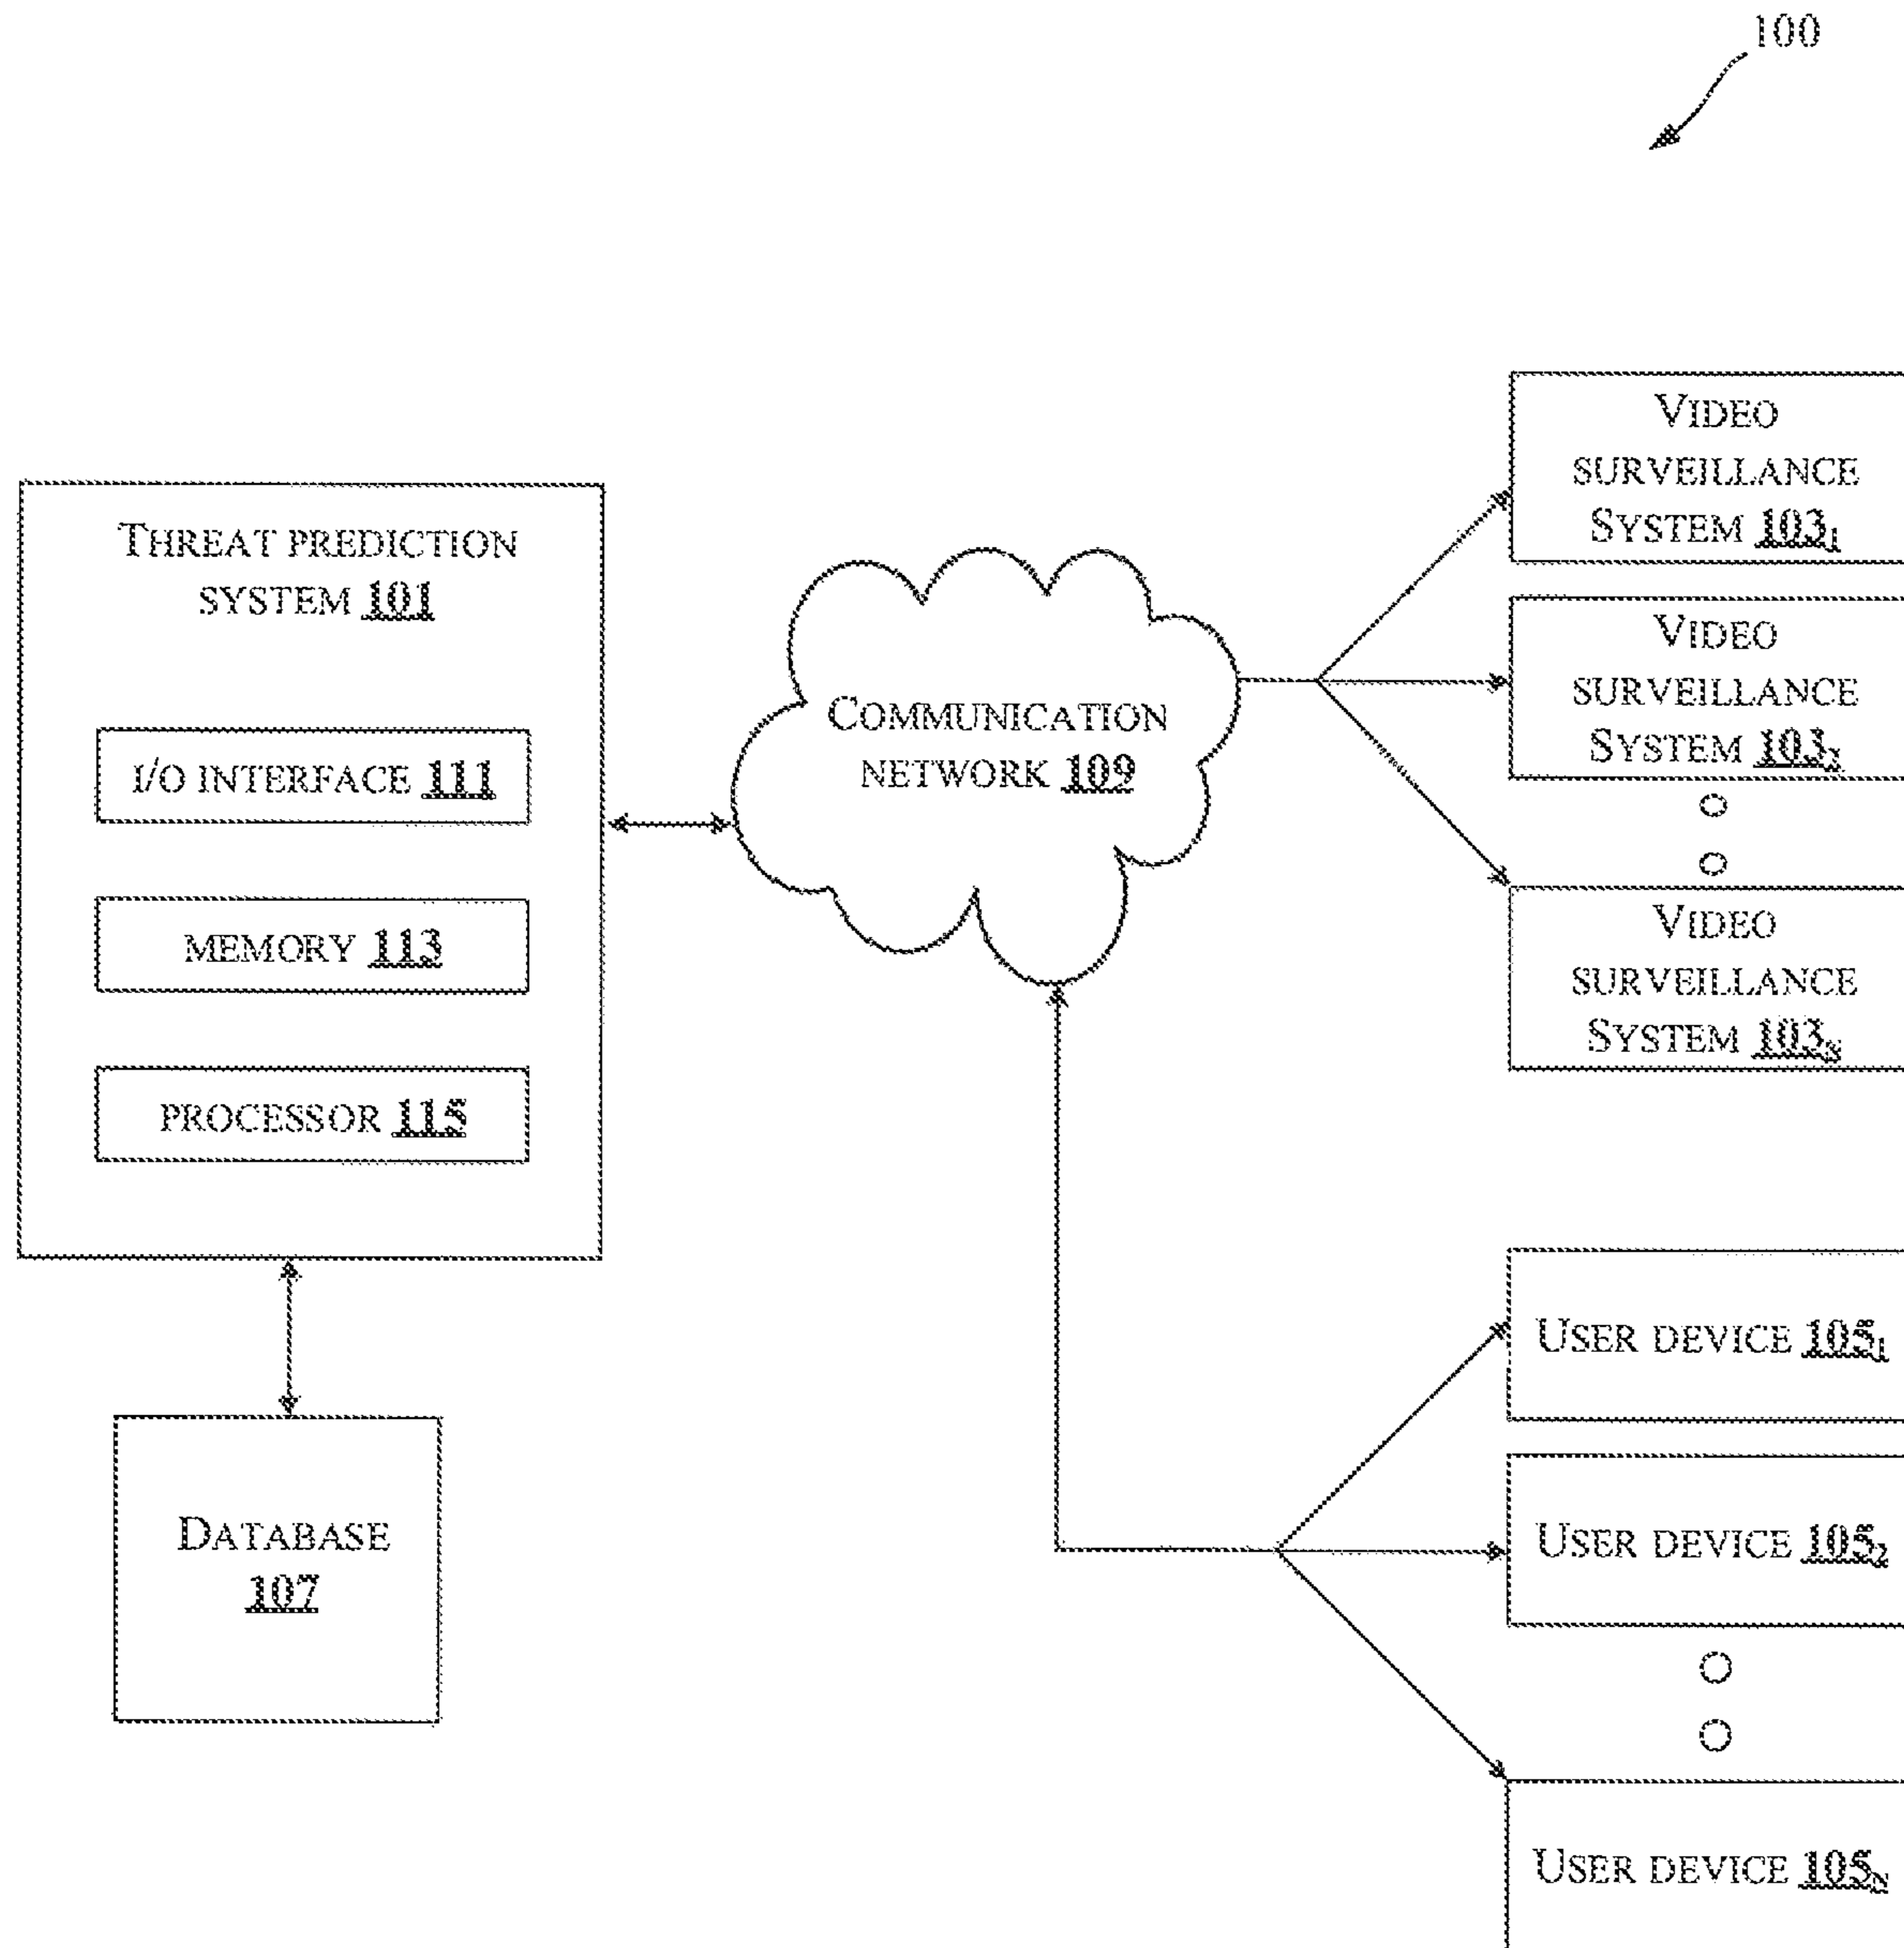 100
THREAT PREDICTION
SYSTEM 101
I/O INTERFACE 111
MEMORY 113
PROCESSOR 115
DATABASE
107
COMMUNICATION
NETWORK 109
VIDEO
SURVEILLANCE
SYSTEM 103₁
VIDEO
SURVEILLANCE
SYSTEM 103₂
VIDEO
SURVEILLANCE
SYSTEM 103ₙ
USER DEVICE 105₁
USER DEVICE 105₂
USER DEVICE 105ₙ